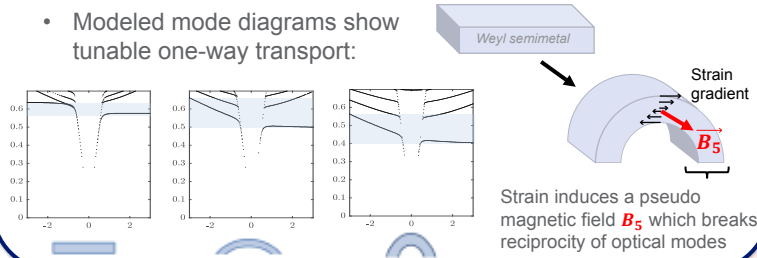 • Modeled mode diagrams show
tunable one-way transport:
Weyl semimetal
Strain
gradient
B₅
0.6
0.5
0.4
0.3
0.2
0.1
0
-2 0 2
0.6
0.5
0.4
0.3
0.2
0.1
0
-2 0 2
0.6
0.5
0.4
0.3
0.2
0.1
0
-2 0 2
Strain induces a pseudo
magnetic field B₅ which breaks
reciprocity of optical modes